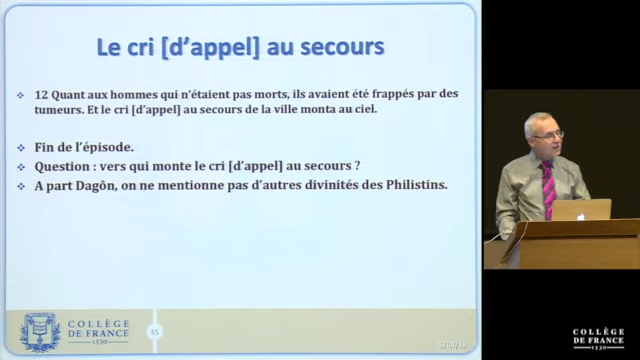 Le cri [d'appel] au secours
12 Quant aux hommes qui n'étaient pas morts, ils avaient été frappés par des
tumeurs. Et le cri [d'appel] au secours de la ville monta au ciel.
Fin de l'épisode.
Question : vers qui monte le cri [d'appel] au secours ?
A part Dagôn, on ne mentionne pas d'autres divinités des Philistins.
COLLÈGE
DE FRANCE
1530
45
COLLÈGE
DE FRANCE
1530